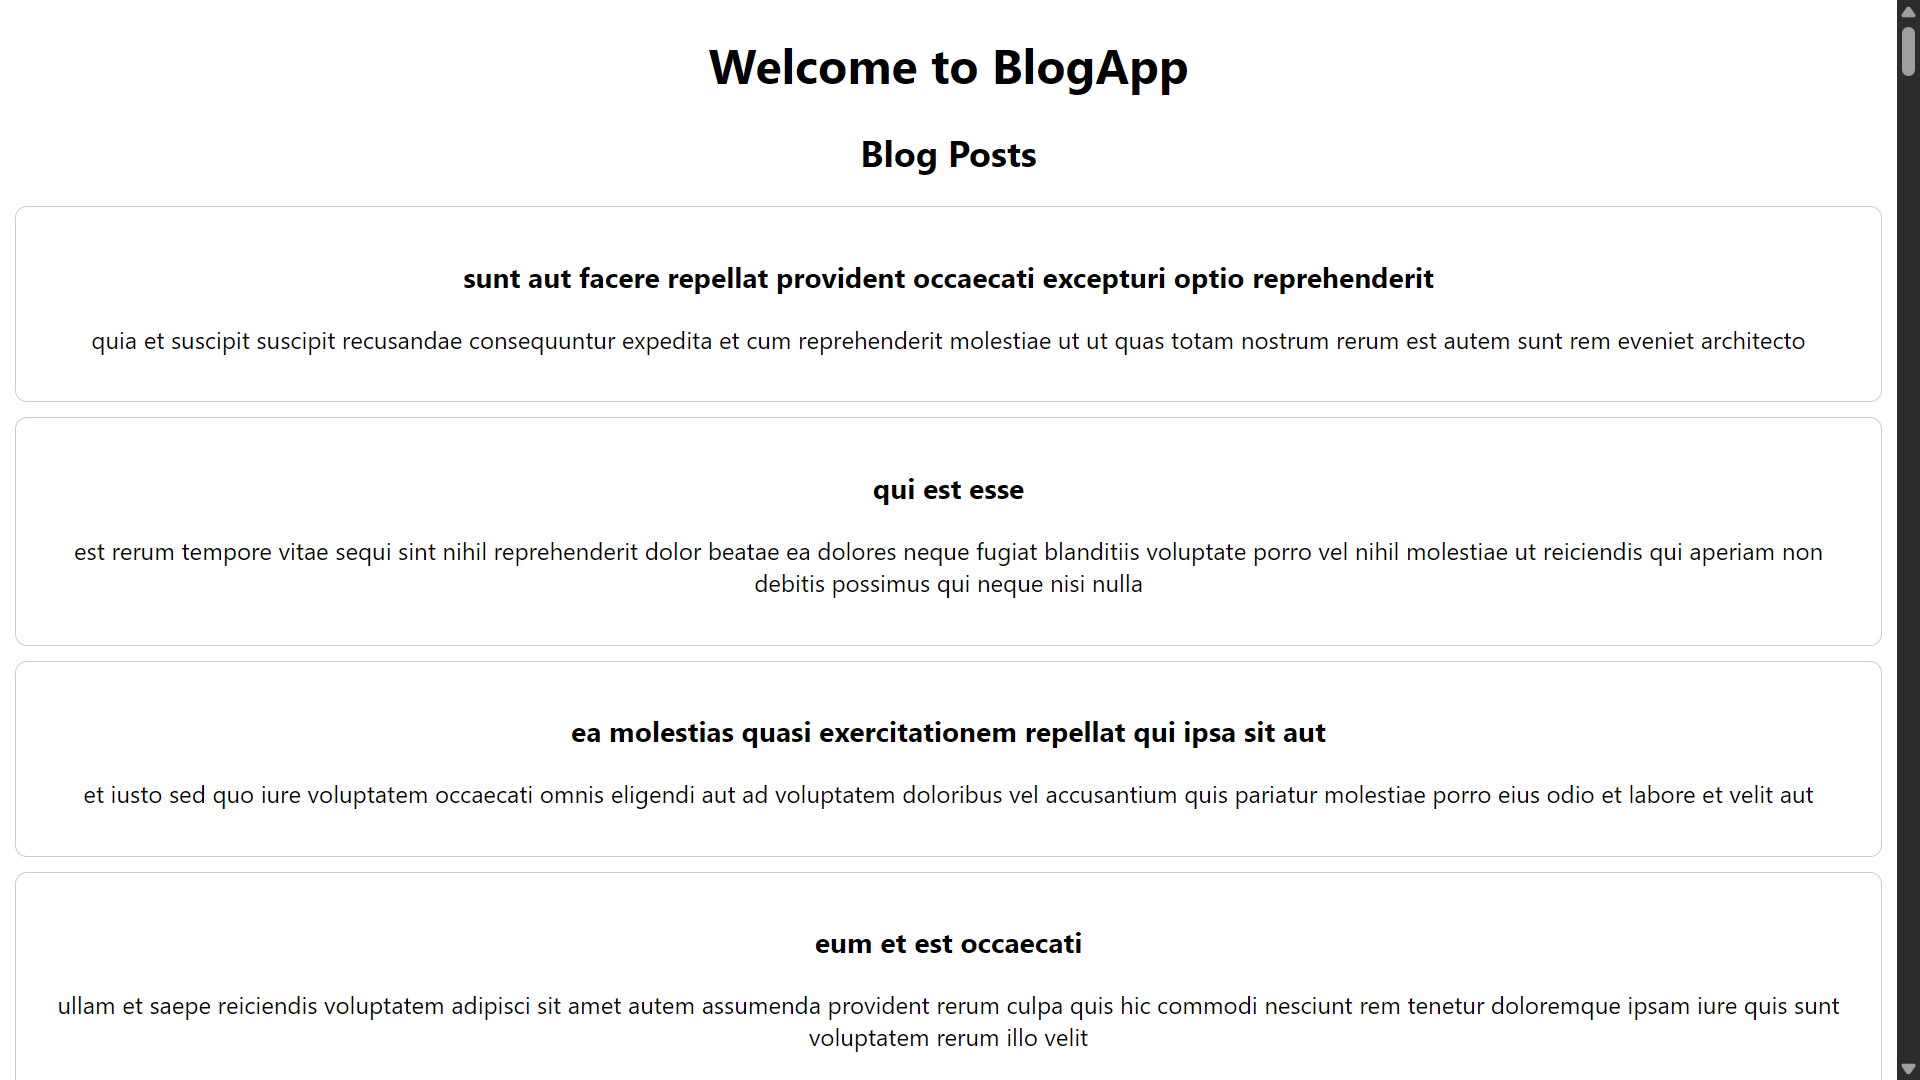 Welcome to BlogApp
Blog Posts
sunt aut facere repellat provident occaecati excepturi optio reprehenderit
quia et suscipit suscipit recusandae consequuntur expedita et cum reprehenderit molestiae ut ut quas totam nostrum rerum est autem sunt rem eveniet architecto
qui est esse
est rerum tempore vitae sequi sint nihil reprehenderit dolor beatae ea dolores neque fugiat blanditiis voluptate porro vel nihil molestiae ut reiciendis qui aperiam non
debitis possimus qui neque nisi nulla
ea molestias quasi exercitationem repellat qui ipsa sit aut
et iusto sed quo iure voluptatem occaecati omnis eligendi aut ad voluptatem doloribus vel accusantium quis pariatur molestiae porro eius odio et labore et velit aut
eum et est occaecati
ullam et saepe reiciendis voluptatem adipisci sit amet autem assumenda provident rerum culpa quis hic commodi nesciunt rem tenetur doloremque ipsam iure quis sunt
voluptatem rerum illo velit